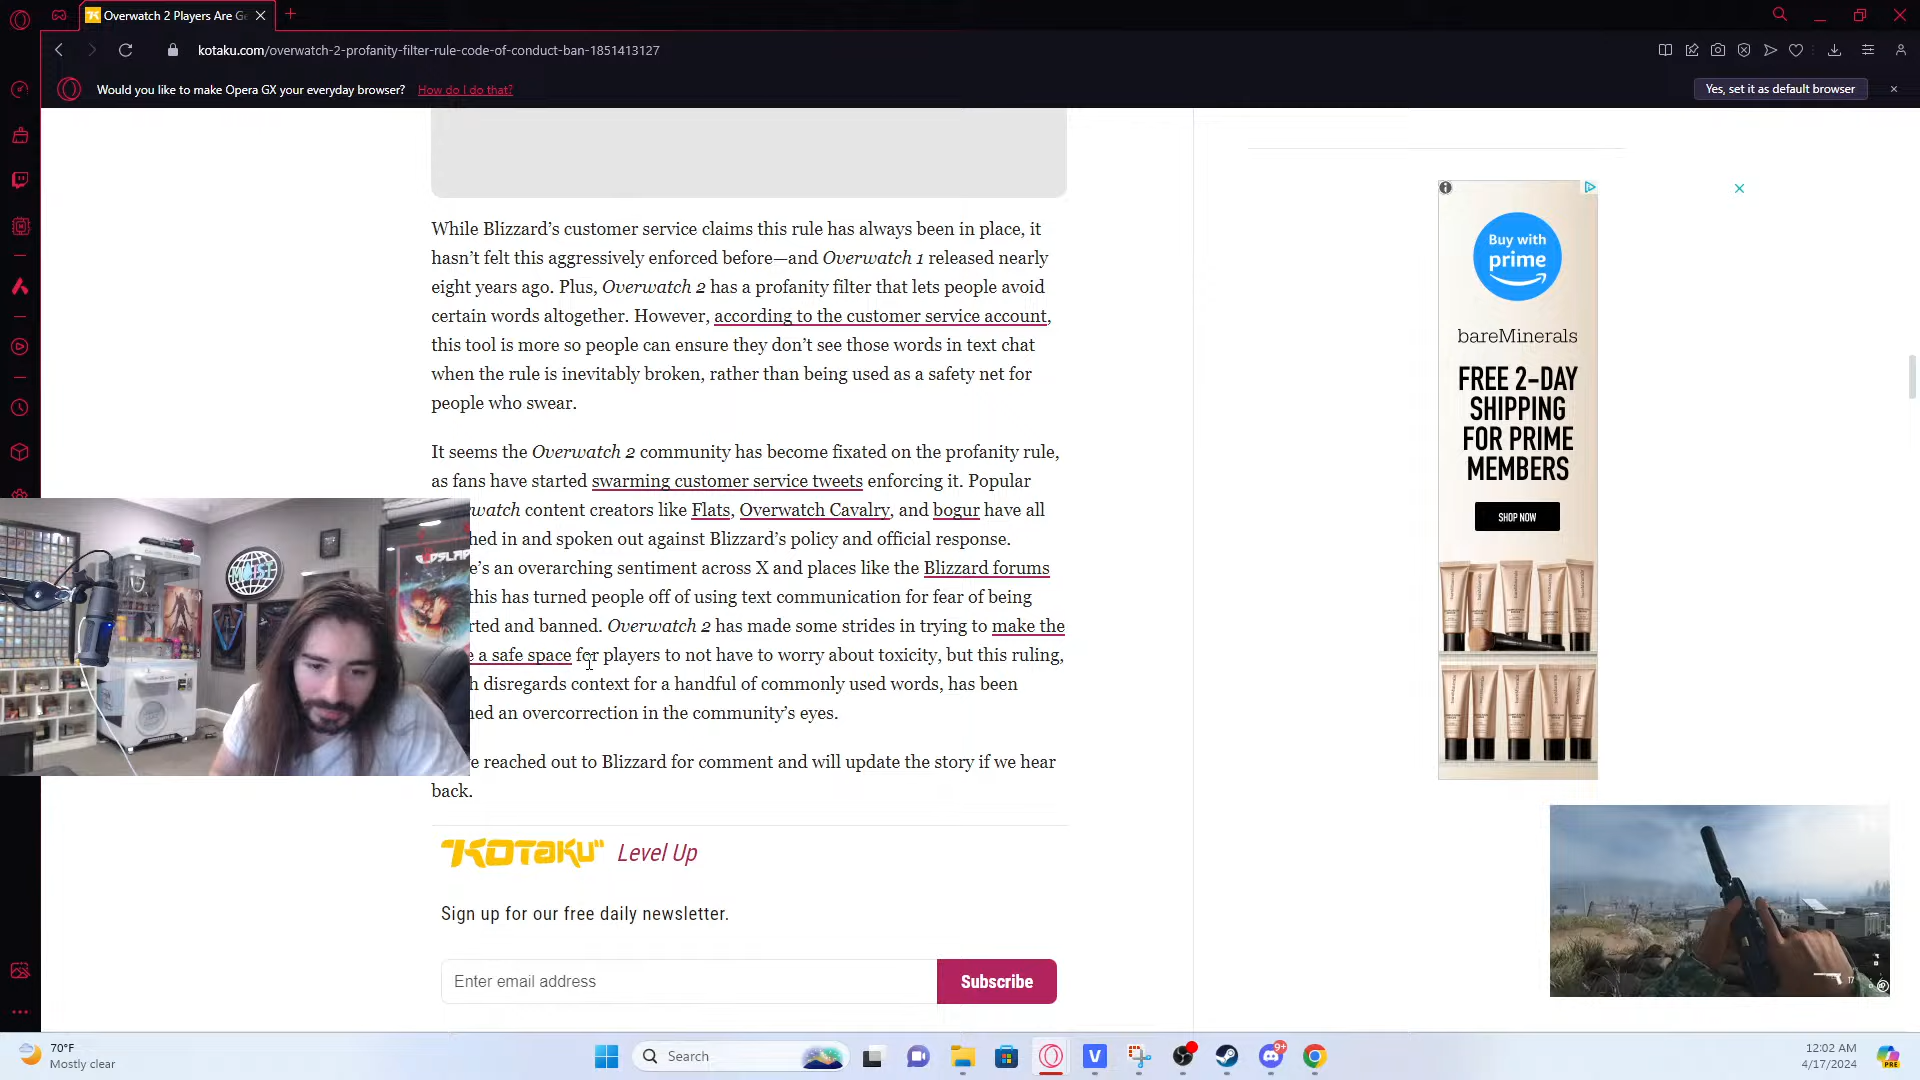 Overwatch 2 Players Are Ge
kotaku.com/overwatch-2-profanity-filter-rule-code-of-conduct-ban-1851413127
Would you like to make Opera GX your everyday browser? How do I do that?
Yes, set it as default browser
While Blizzard’s customer service claims this rule has always been in place, it
hasn’t felt this aggressively enforced before—and Overwatch 1 released nearly
eight years ago. Plus, Overwatch 2 has a profanity filter that lets people avoid
certain words altogether. However, according to the customer service account,
this tool is more so people can ensure they don’t see those words in text chat
when the rule is inevitably broken, rather than being used as a safety net for
people who swear.
It seems the Overwatch 2 community has become fixated on the profanity rule,
as fans have started swarming customer service tweets enforcing it. Popular
watch content creators like Flats, Overwatch Cavalry, and bogur have all
hed in and spoken out against Blizzard’s policy and official response.
e’s an overarching sentiment across X and places like the Blizzard forums
this has turned people off of using text communication for fear of being
rted and banned. Overwatch 2 has made some strides in trying to make the
e a safe space for players to not have to worry about toxicity, but this ruling,
h disregards context for a handful of commonly used words, has been
ned an overcorrection in the community’s eyes.
e reached out to Blizzard for comment and will update the story if we hear
back.
KOTAKU Level Up
Sign up for our free daily newsletter.
Enter email address
Subscribe
Buy with
prime
bareMinerals
FREE 2-DAY
SHIPPING
FOR PRIME
MEMBERS
SHOP NOW
MOIST
17
70°F
Mostly clear
Search
9+
12:02 AM
4/17/2024
PRE